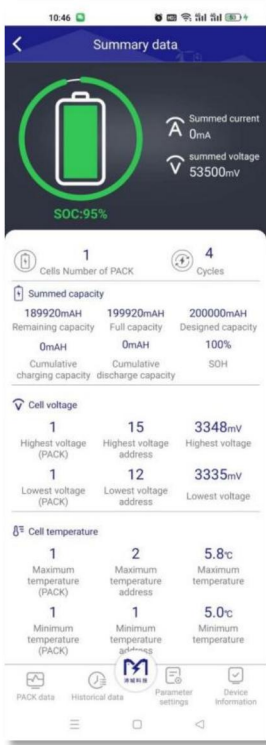 10:46
Summary data
Summed current
0mA
summed voltage
53500mV
SOC:95%
1
Cells Number of PACK
4
Cycles
Summed capacity
189920mAH 199920mAH 200000mAH
Remaining capacity Full capacity Designed capacity
0mAH 0mAH 100%
Cumulative charging capacity
Cumulative discharge capacity
SOH
Cell voltage
1 15 3348mV
Highest voltage (PACK)
Highest voltage address
Highest voltage
1 12 3335mV
Lowest voltage (PACK)
Lowest voltage address
Lowest voltage
Cell temperature
1 2 5.8℃
Maximum temperature (PACK)
Maximum temperature address
Maximum temperature
1 1 5.0℃
Minimum temperature (PACK)
Minimum temperature address
Minimum temperature
PACK data
Historical data
Parameter settings
Device Information